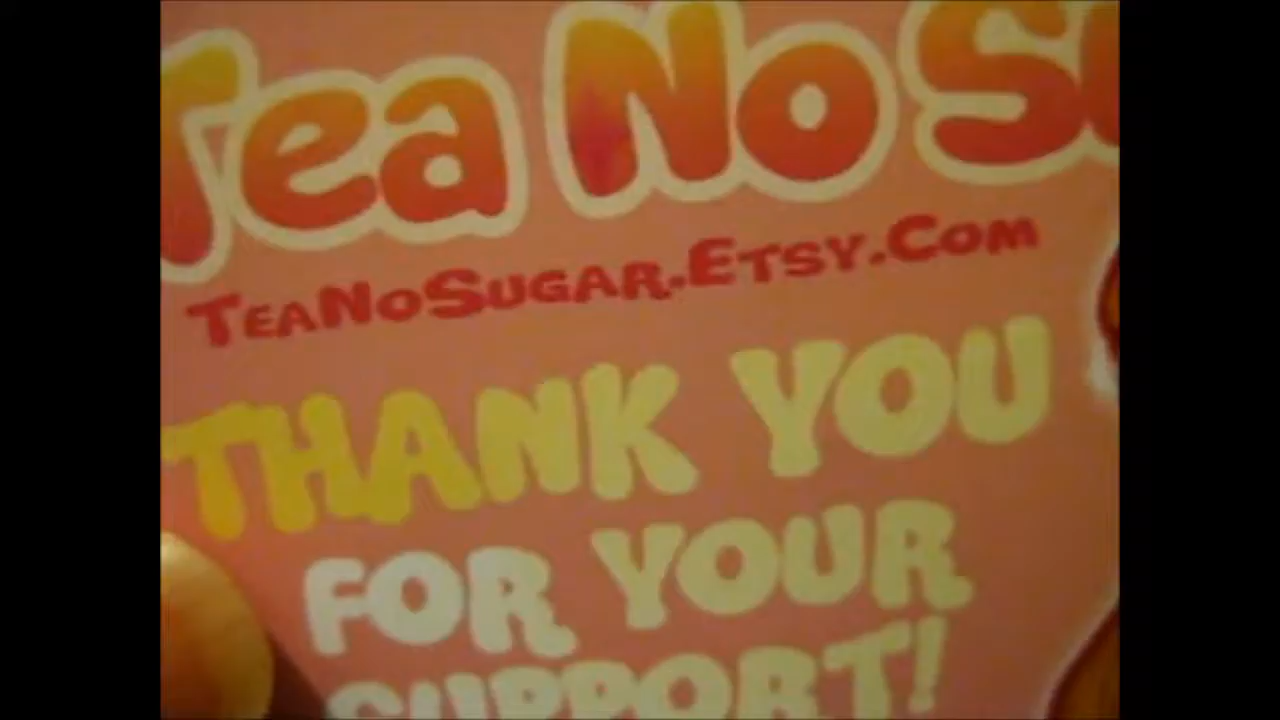 Tea No S
TeaNoSugar.Etsy.Com
THANK YOU
FOR YOUR
SUPPORT!